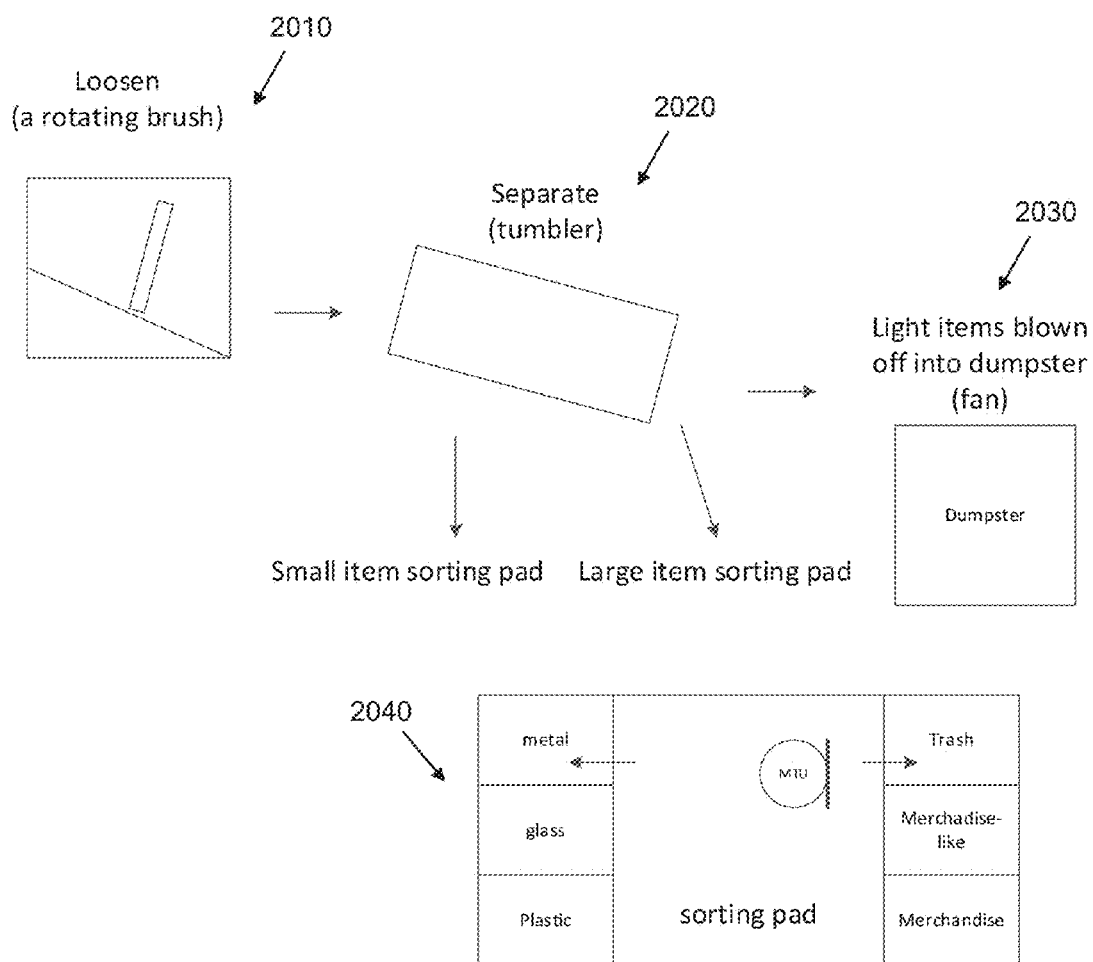 2010
Loosen
(a rotating brush)
2020
Separate
(tumbler)
2030
Light items blown
off into dumpster
(fan)
Dumpster
Small item sorting pad
Large item sorting pad
2040
metal
MTU
Trash
glass
Merchadise-
like
Plastic
sorting pad
Merchandise